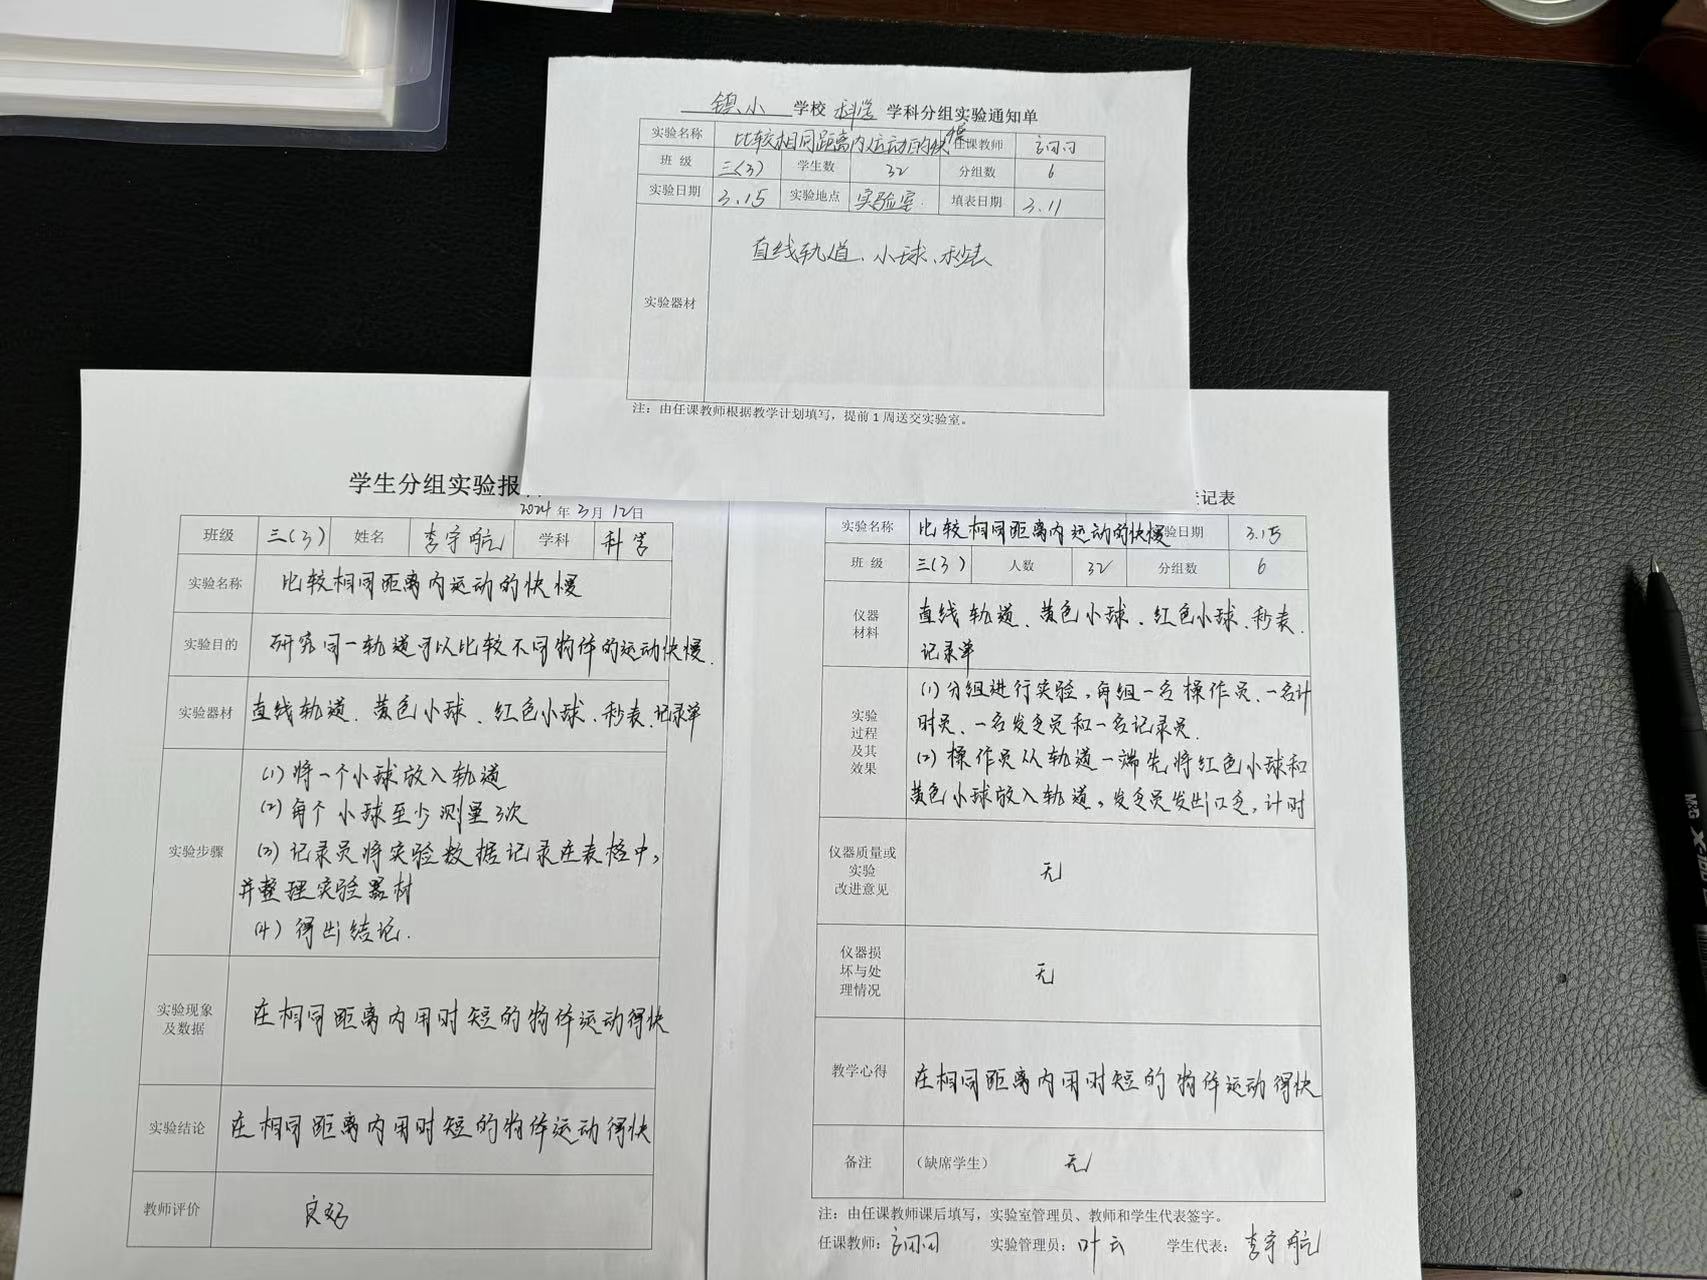 镇小 学校 科学 学科分组实验通知单
实验名称 比较相同距离内运动的快慢 任课教师
班 级 三(3) 学生数 32 分组数 6
实验日期 3.15 实验地点 实验室 填表日期 3.11
实验器材 直线轨道、小球、秒表
注：由任课教师根据教学计划填写，提前1周送交实验室。
学生分组实验报
2024 年 3 月 12 日
班级 三(3) 姓名 李宇航 学科 科学
实验名称 比较相同距离内运动的快慢
实验目的 研究同一轨道可以比较不同物体的运动快慢.
实验器材 直线轨道、黄色小球、红色小球、秒表、记录单
实验步骤
(1) 将一个小球放入轨道
(2) 每个小球至少测量3次
(3) 记录员将实验数据记录在表格中，
并整理实验器材
(4) 得出结论.
实验现象
及数据
在相同距离内用时短的物体运动得快
实验结论 在相同距离内用时短的物体运动得快
教师评价 良好
登记表
实验名称 比较相同距离内运动的快慢 验日期 3.15
班 级 三(3) 人数 32 分组数 6
仪器
材料
直线轨道、黄色小球、红色小球、秒表、
记录单
实验
过程
及其
效果
(1) 分组进行实验，每组一名操作员、一名计
时员、一名发令员和一名记录员.
(2) 操作员从轨道一端先将红色小球和
黄色小球放入轨道，发令员发出口令，计时
仪器质量或
实验
改进意见
无
仪器损
坏与处
理情况
无
教学心得 在相同距离内用时短的物体运动得快
备注 （缺席学生） 无
注：由任课教师课后填写，实验室管理员、教师和学生代表签字。
任课教师： 实验管理员：叶云 学生代表：李宇航
M&G